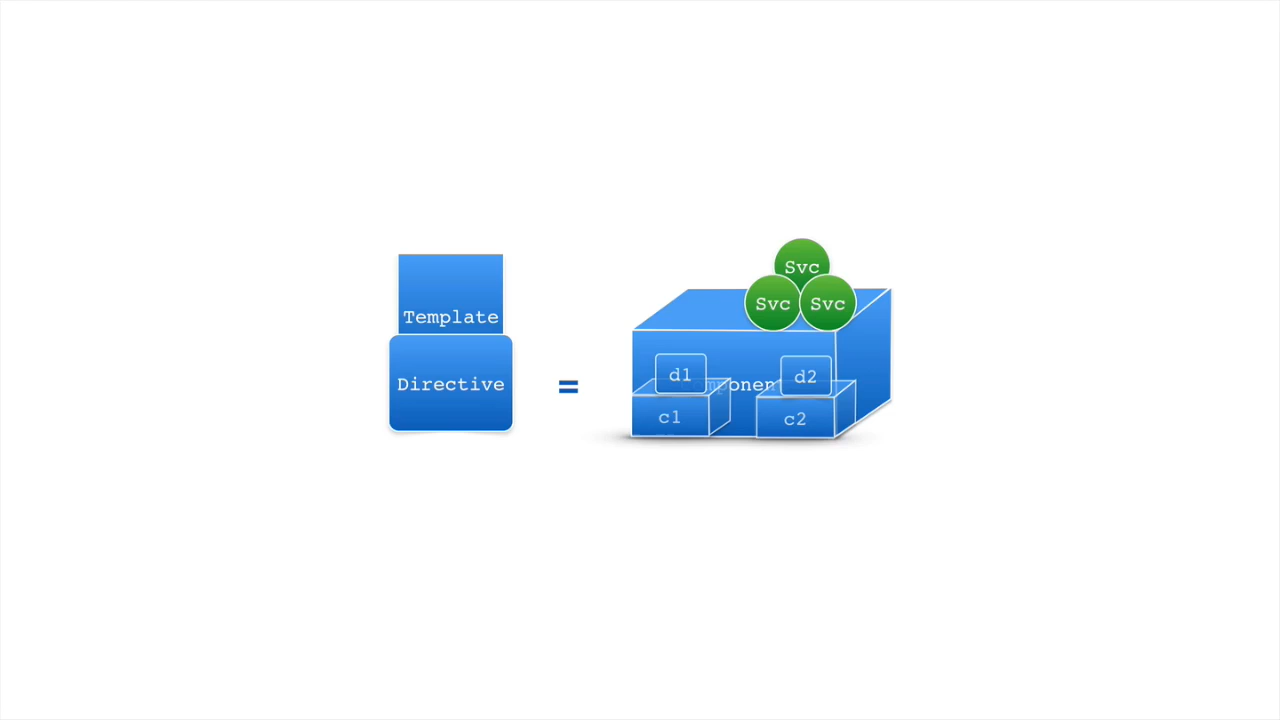 Template
Directive
=
Svc
Svc Svc
d1
d2
c1
c2